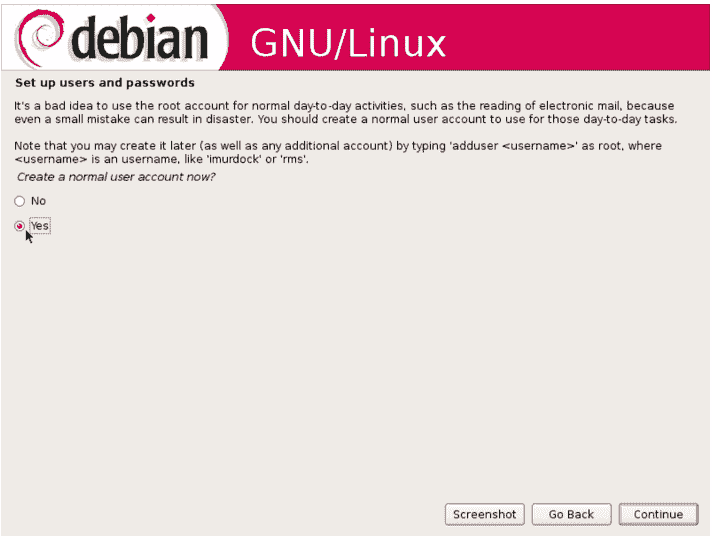 debian GNU/Linux
Set up users and passwords
It's a bad idea to use the root account for normal day-to-day activities, such as the reading of electronic mail, because
even a small mistake can result in disaster. You should create a normal user account to use for those day-to-day tasks.
Note that you may create it later (as well as any additional account) by typing 'adduser <username>' as root, where
<username> is an username, like 'imurdock' or 'rms'.
Create a normal user account now?
No
Yes
Screenshot Go Back Continue